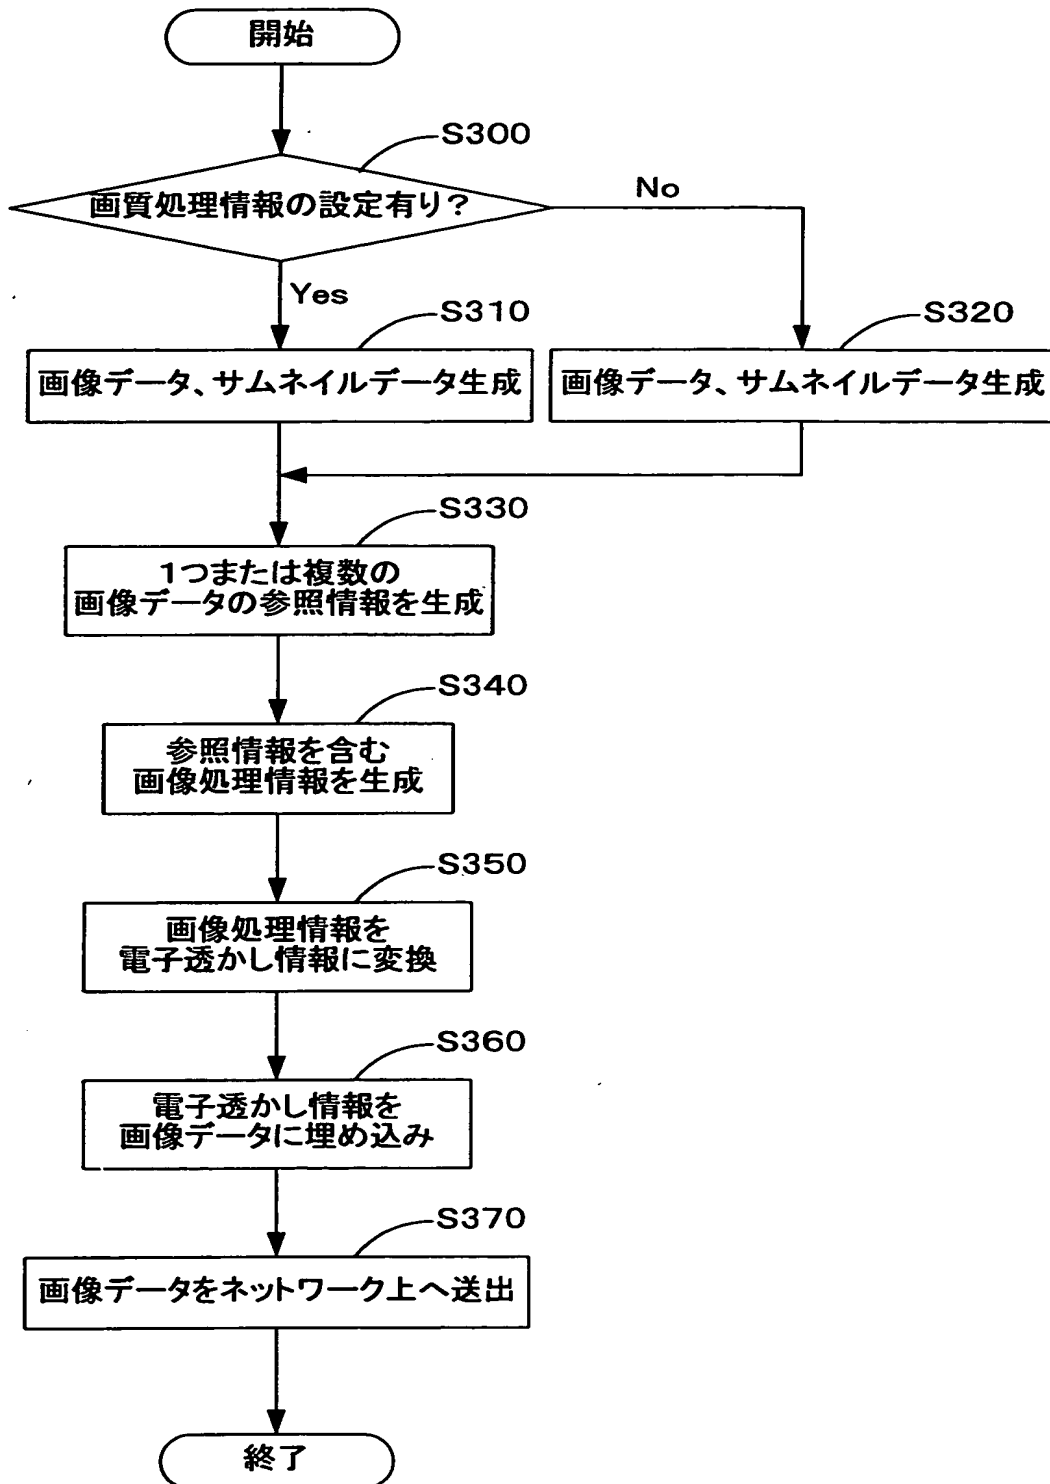 開始
S300
画質処理情報の設定有り？
No
Yes
S310
S320
画像データ、サムネイルデータ生成
画像データ、サムネイルデータ生成
S330
1つまたは複数の
画像データの参照情報を生成
S340
参照情報を含む
画像処理情報を生成
S350
画像処理情報を
電子透かし情報に変換
S360
電子透かし情報を
画像データに埋め込み
S370
画像データをネットワーク上へ送出
終了